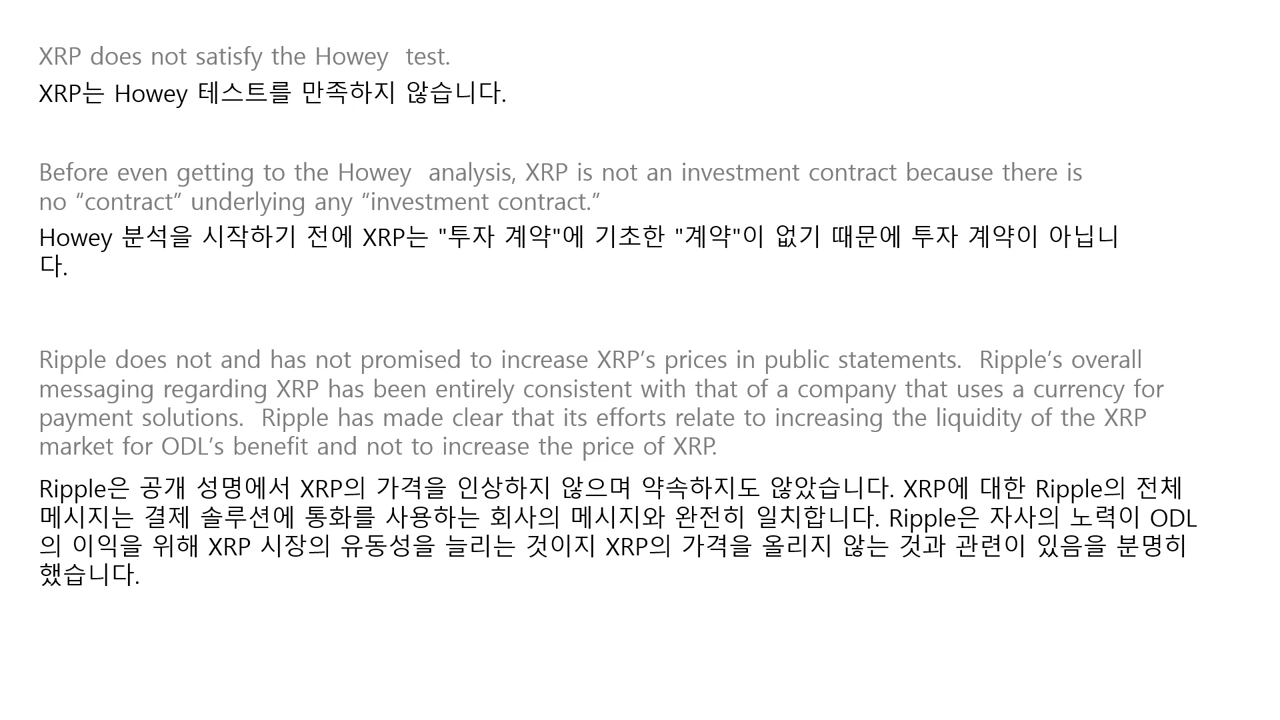 XRP does not satisfy the Howey  test.
XRP는 Howey 테스트를 만족하지 않습니다.
Before even getting to the Howey  analysis, XRP is not an investment contract because there is
no “contract” underlying any “investment contract.”
Howey 분석을 시작하기 전에 XRP는 "투자 계약"에 기초한 "계약"이 없기 때문에 투자 계약이 아닙니
다.
Ripple does not and has not promised to increase XRP’s prices in public statements.  Ripple’s overall
messaging regarding XRP has been entirely consistent with that of a company that uses a currency for
payment solutions.  Ripple has made clear that its efforts relate to increasing the liquidity of the XRP
market for ODL’s benefit and not to increase the price of XRP.
Ripple은 공개 성명에서 XRP의 가격을 인상하지 않으며 약속하지도 않았습니다. XRP에 대한 Ripple의 전체
메시지는 결제 솔루션에 통화를 사용하는 회사의 메시지와 완전히 일치합니다. Ripple은 자사의 노력이 ODL
의 이익을 위해 XRP 시장의 유동성을 늘리는 것이지 XRP의 가격을 올리지 않는 것과 관련이 있음을 분명히
했습니다.